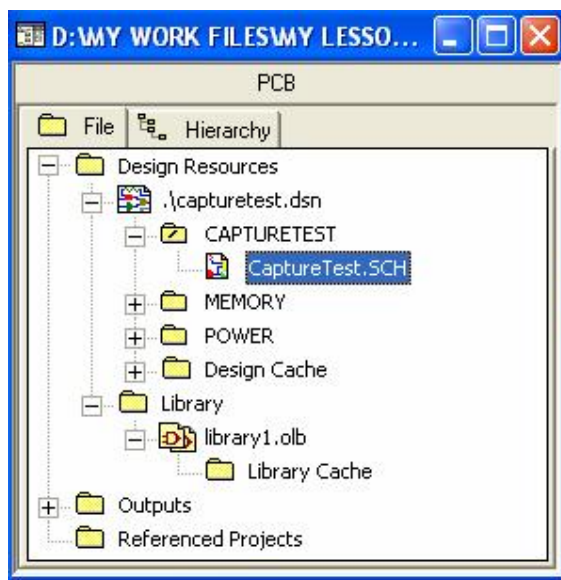 D:\MY WORK FILES\MY LESSO...
PCB
File Hierarchy
Design Resources
.\capturetest.dsn
CAPTURETEST
CaptureTest.SCH
MEMORY
POWER
Design Cache
Library
library1.olb
Library Cache
Outputs
Referenced Projects